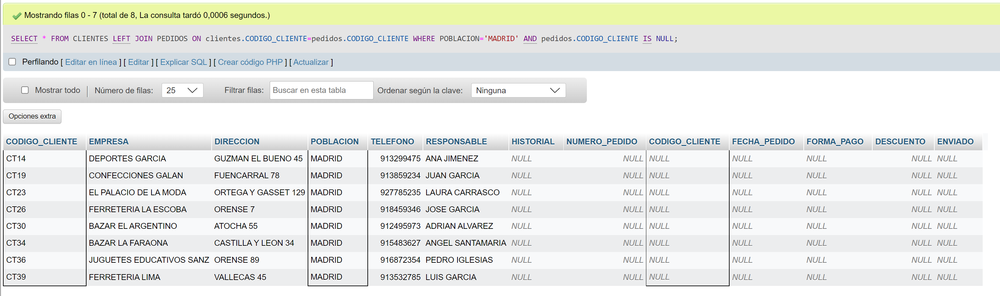 Mostrando filas 0 - 7 (total de 8, La consulta tardó 0,0006 segundos.)
SELECT * FROM CLIENTES LEFT JOIN PEDIDOS ON clientes.CODIGO_CLIENTE=pedidos.CODIGO_CLIENTE WHERE POBLACION='MADRID' AND pedidos.CODIGO_CLIENTE IS NULL;
Perfilando [ Editar en línea ] [ Editar ] [ Explicar SQL ] [ Crear código PHP ] [ Actualizar ]
Mostrar todo | Número de filas: 25 Filtrar filas: Buscar en esta tabla Ordenar según la clave: Ninguna
Opciones extra
CODIGO_CLIENTE EMPRESA DIRECCION POBLACION TELEFONO RESPONSABLE HISTORIAL NUMERO_PEDIDO CODIGO_CLIENTE FECHA_PEDIDO FORMA_PAGO DESCUENTO ENVIADO
CT14 DEPORTES GARCIA GUZMAN EL BUENO 45 MADRID 913299475 ANA JIMENEZ NULL NULL NULL NULL NULL NULL NULL
CT19 CONFECCIONES GALAN FUENCARRAL 78 MADRID 913859234 JUAN GARCIA NULL NULL NULL NULL NULL NULL NULL
CT23 EL PALACIO DE LA MODA ORTEGA Y GASSET 129 MADRID 927785235 LAURA CARRASCO NULL NULL NULL NULL NULL NULL NULL
CT26 FERRETERIA LA ESCOBA ORENSE 7 MADRID 918459346 JOSE GARCIA NULL NULL NULL NULL NULL NULL NULL
CT30 BAZAR EL ARGENTINO ATOCHA 55 MADRID 912495973 ADRIAN ALVAREZ NULL NULL NULL NULL NULL NULL NULL
CT34 BAZAR LA FARAONA CASTILLA Y LEON 34 MADRID 915483627 ANGEL SANTAMARIA NULL NULL NULL NULL NULL NULL NULL
CT36 JUGUETES EDUCATIVOS SANZ ORENSE 89 MADRID 916872354 PEDRO IGLESIAS NULL NULL NULL NULL NULL NULL NULL
CT39 FERRETERIA LIMA VALLECAS 45 MADRID 913532785 LUIS GARCIA NULL NULL NULL NULL NULL NULL NULL